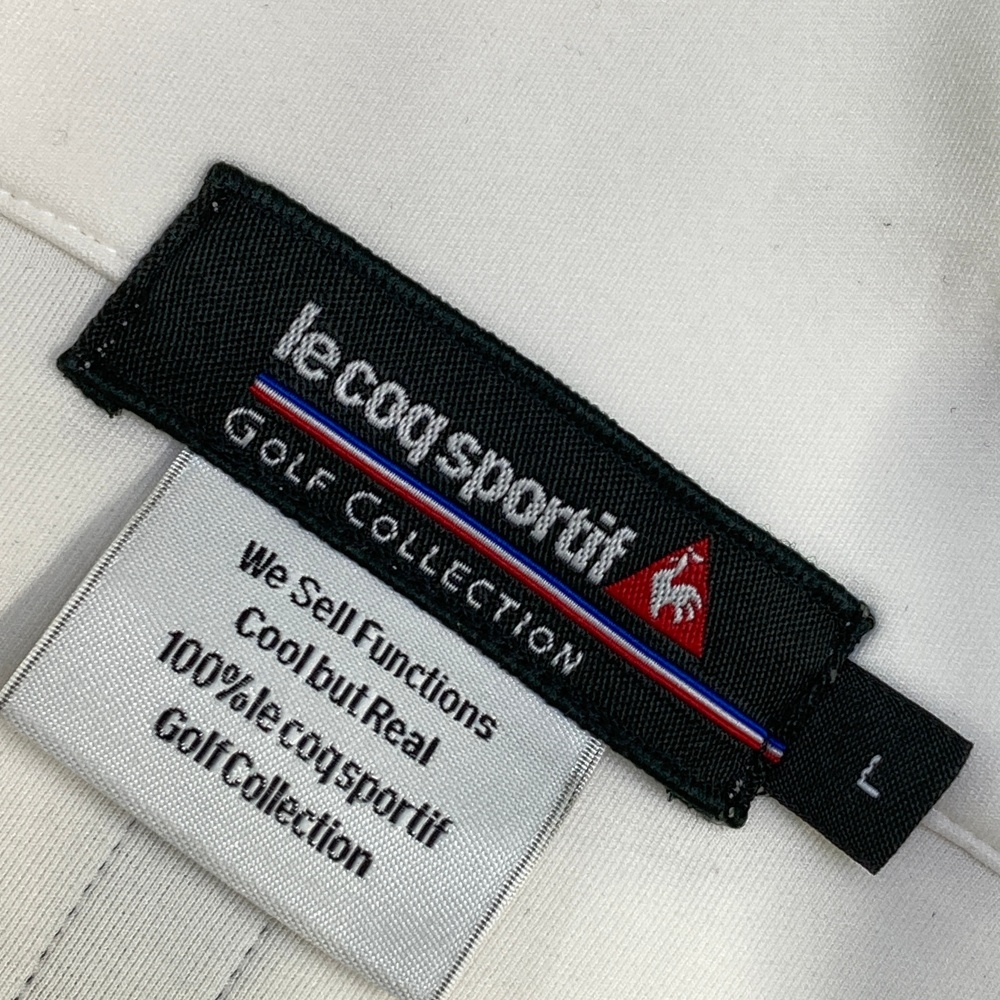 le coq sportif
GOLF COLLECTION
L
We Sell Functions
Cool but Real
100% le coq sportif
Golf Collection